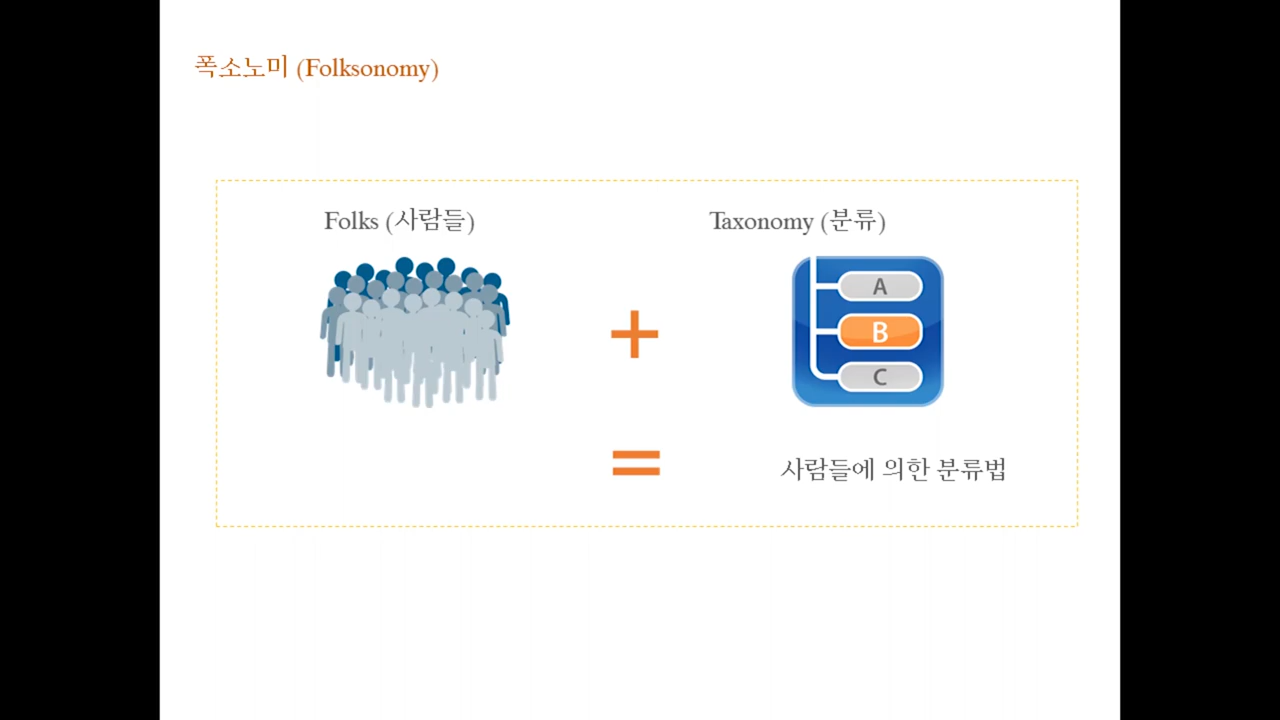 폭소노미 (Folksonomy)
Folks (사람들)
Taxonomy (분류)
A
+
B
C
=
사람들에 의한 분류법